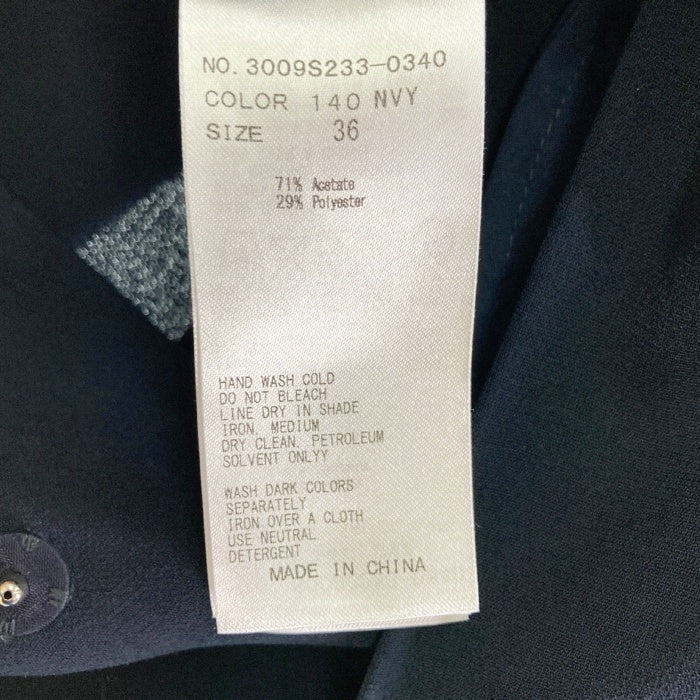 NO. 3009S233-0340
COLOR 140 NVY
SIZE 36
71% Acetate
29% Polyester
HAND WASH COLD
DO NOT BLEACH
LINE DRY IN SHADE
IRON, MEDIUM
DRY CLEAN, PETROLEUM
SOLVENT ONLYY
WASH DARK COLORS
SEPARATELY
IRON OVER A CLOTH
USE NEUTRAL
DETERGENT
MADE IN CHINA